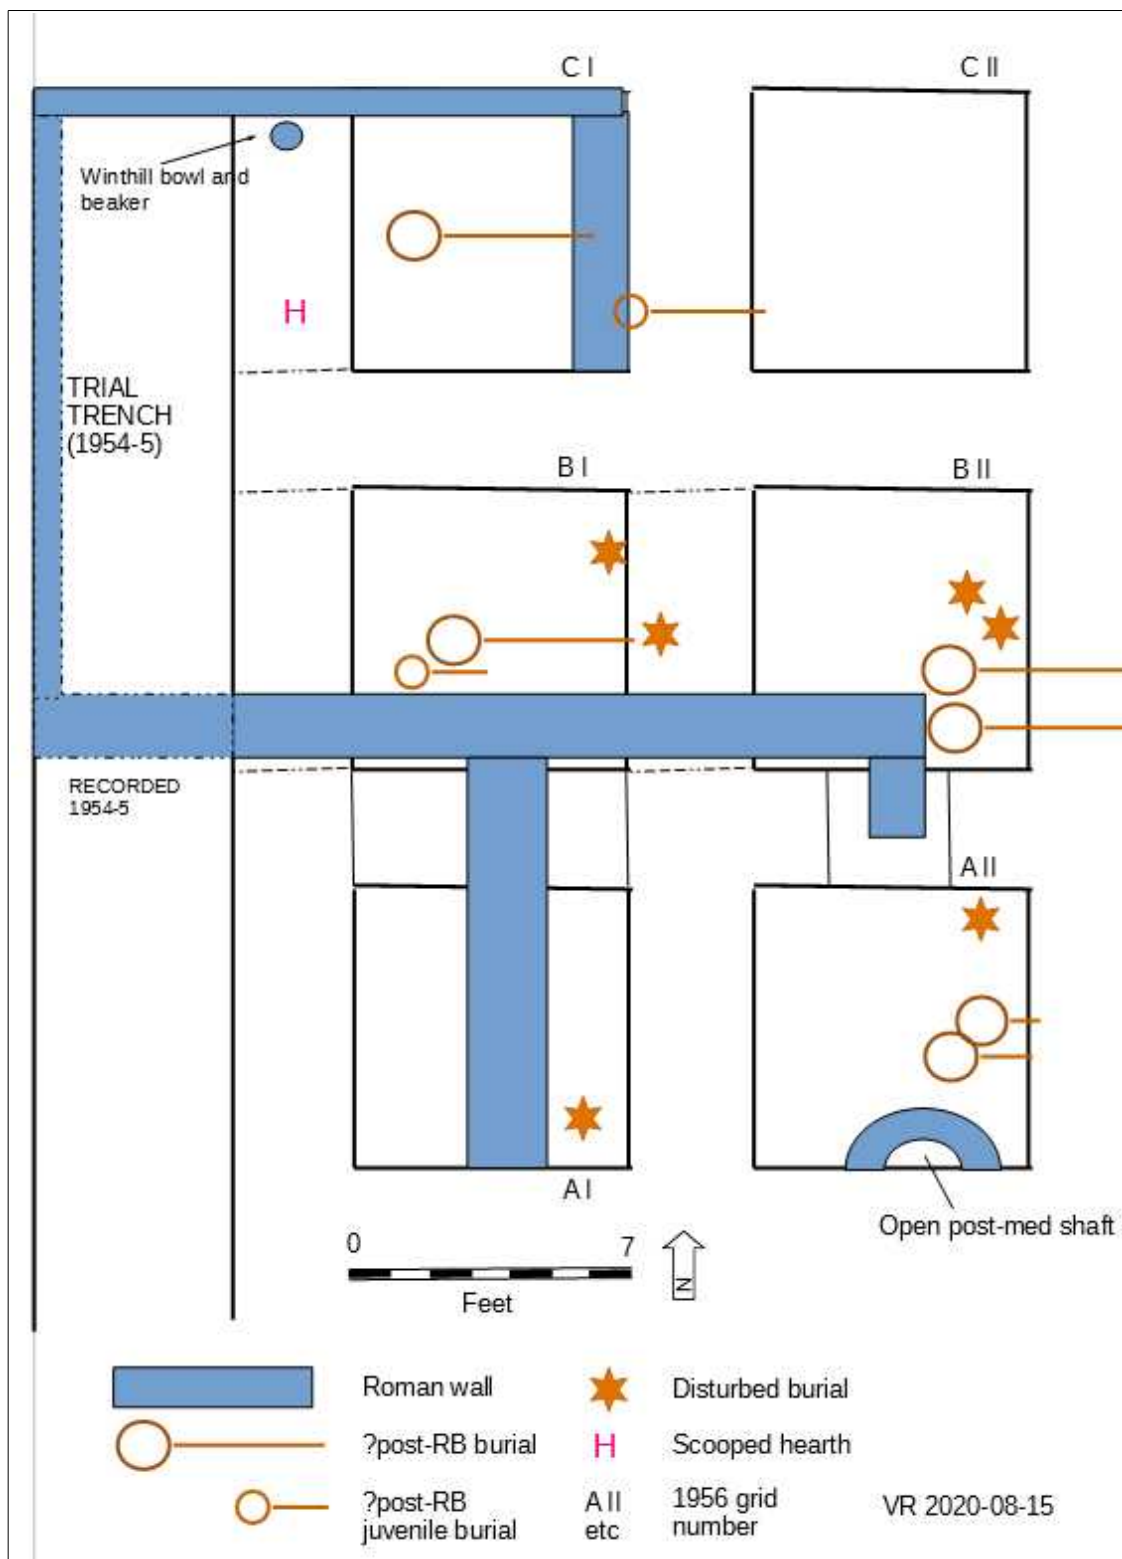 C I
C II
Winthill bowl and
beaker
H
TRIAL
TRENCH
(1954-5)
B I
B II
RECORDED
1954-5
A II
A I
Open post-med shaft
0
7
N
Feet
Roman wall
Disturbed burial
?post-RB burial
H
Scooped hearth
?post-RB
juvenile burial
A II
etc
1956 grid
number
VR 2020-08-15